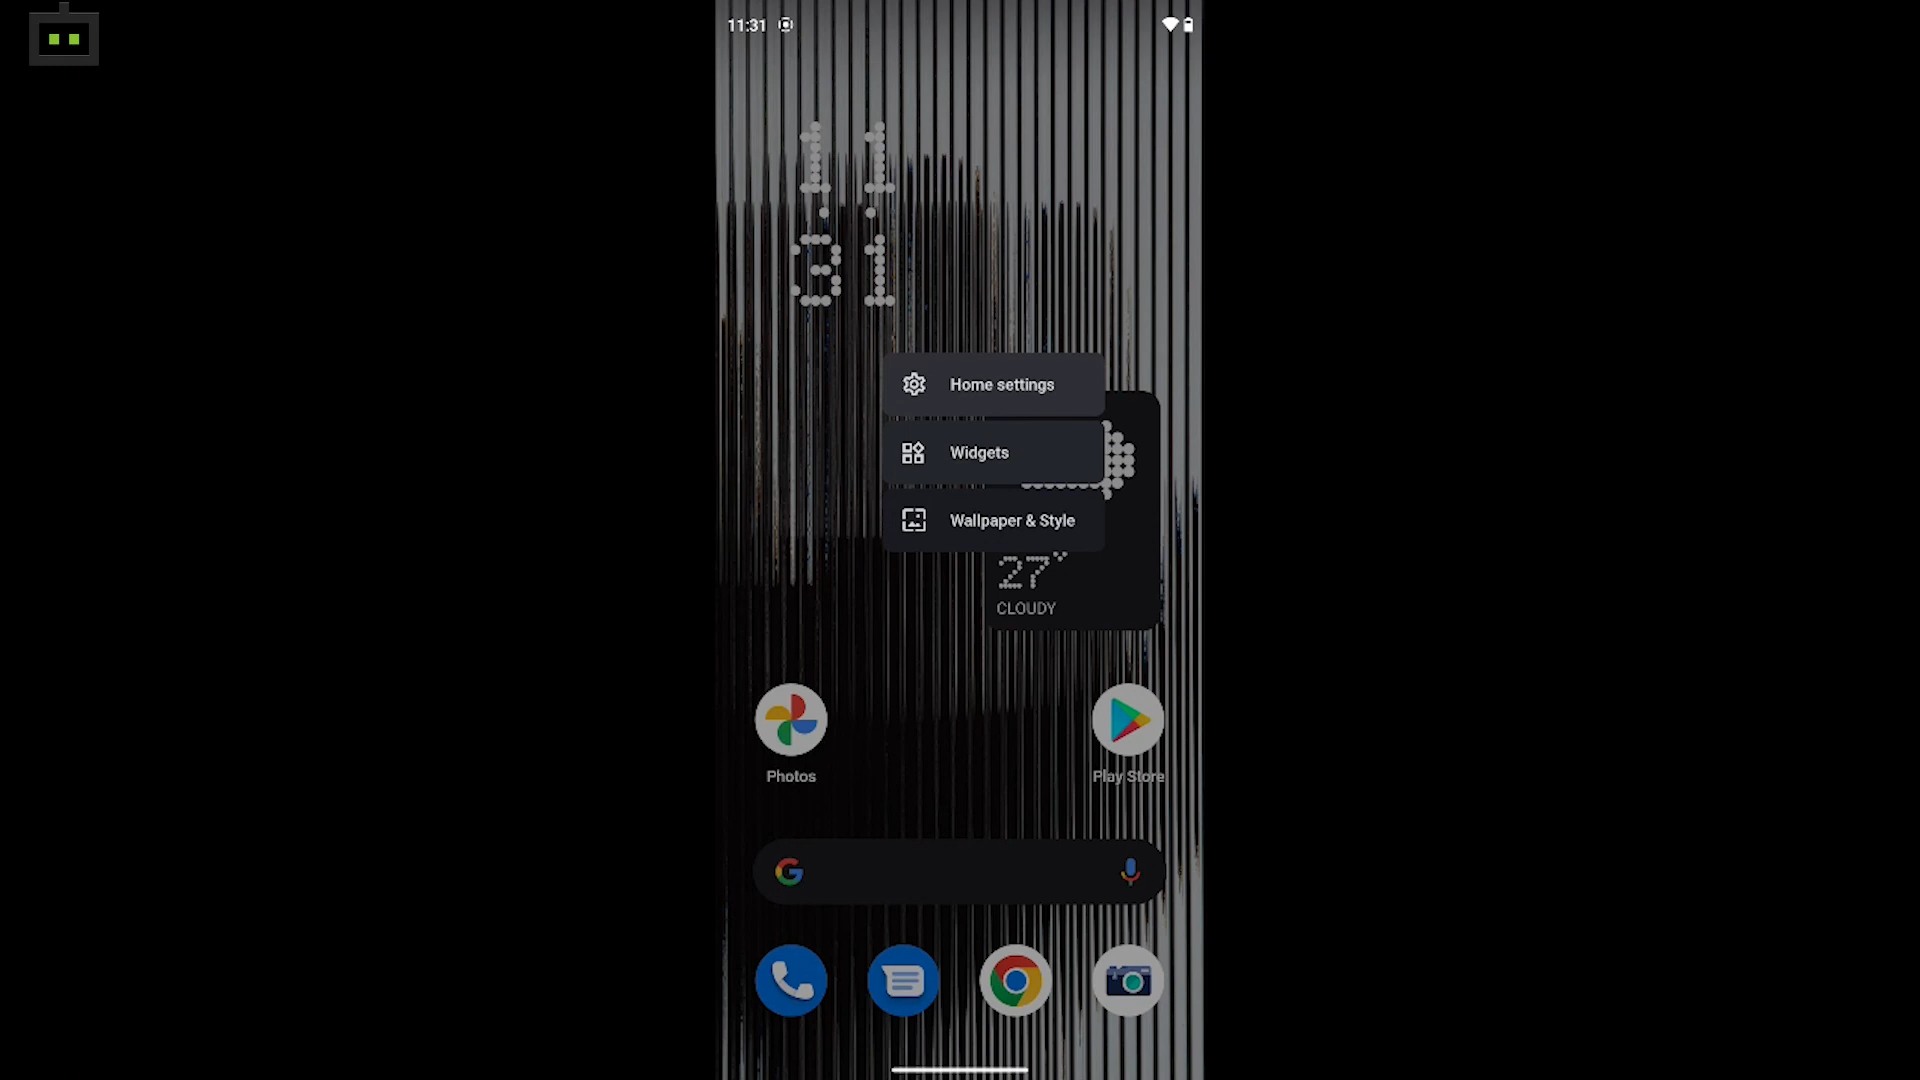 11:31
11
:
31
Home settings
Widgets
Wallpaper & Style
27°
CLOUDY
Photos
Play Store